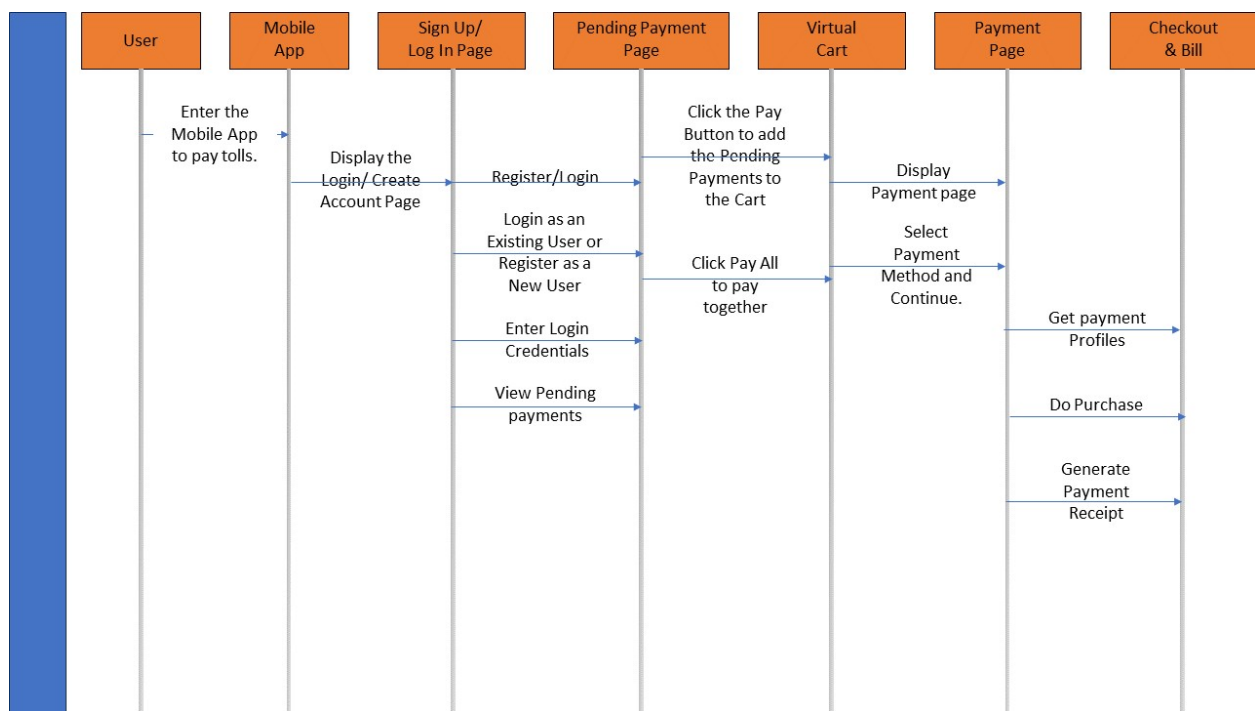 User
Mobile
App
Sign Up/
Log In Page
Pending Payment
Page
Virtual
Cart
Payment
Page
Checkout
& Bill
Enter the
Mobile App
to pay tolls.
Display the
Login/ Create
Account Page
Register/Login
Login as an
Existing User or
Register as a
New User
Enter Login
Credentials
View Pending
payments
Click the Pay
Button to add
the Pending
Payments to
the Cart
Click Pay All
to pay
together
Display
Payment page
Select
Payment
Method and
Continue.
Get payment
Profiles
Do Purchase
Generate
Payment
Receipt